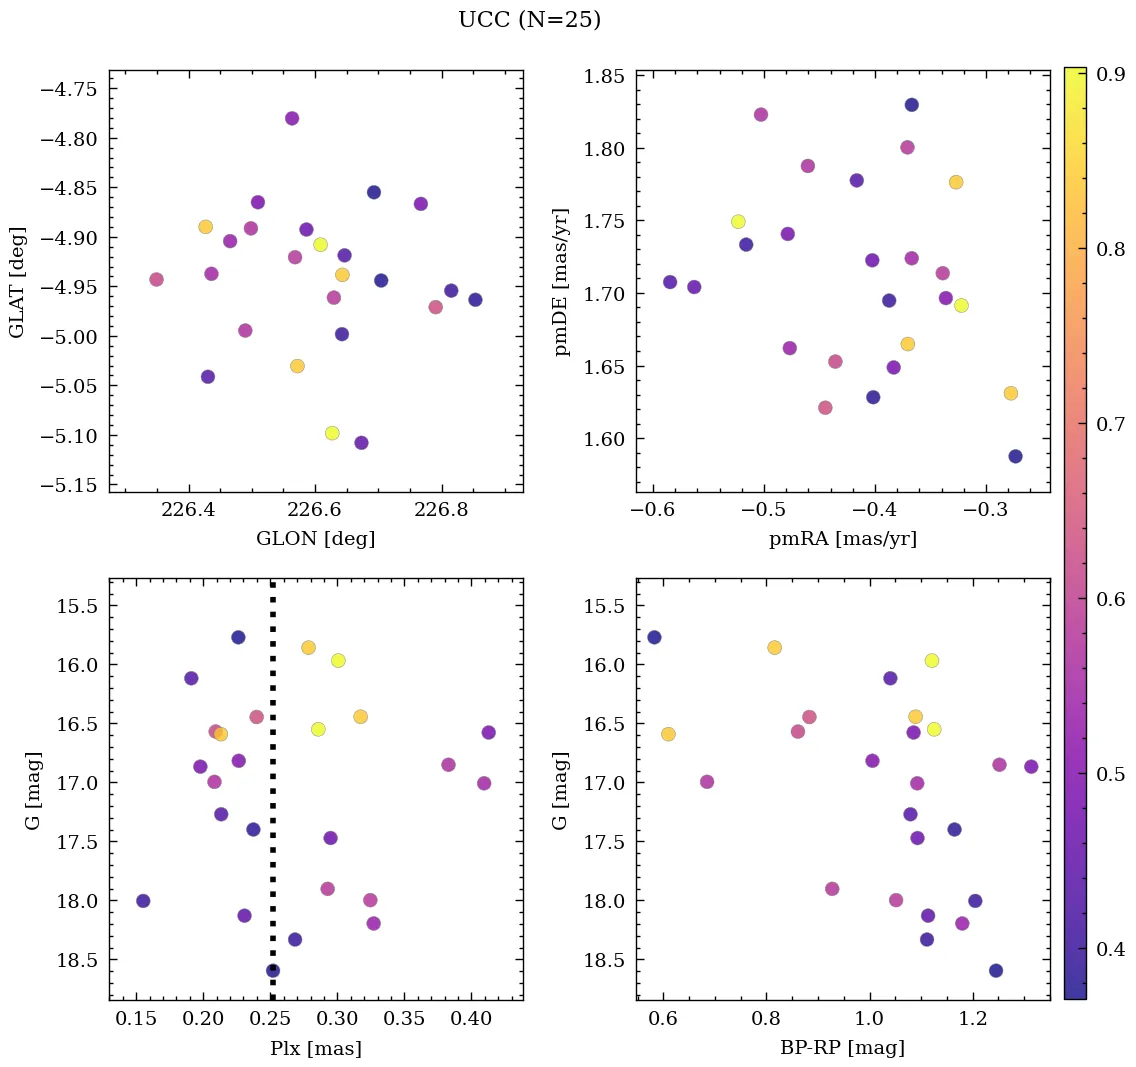 UCC (N=25)
−4.75
−4.80
−4.85
−4.90
−4.95
−5.00
−5.05
−5.10
−5.15
GLAT [deg]
226.4 226.6 226.8
GLON [deg]
1.85
1.80
1.75
1.70
1.65
1.60
pmDE [mas/yr]
−0.6 −0.5 −0.4 −0.3
pmRA [mas/yr]
15.5
16.0
16.5
17.0
17.5
18.0
18.5
G [mag]
0.15 0.20 0.25 0.30 0.35 0.40
Plx [mas]
15.5
16.0
16.5
17.0
17.5
18.0
18.5
G [mag]
0.6 0.8 1.0 1.2
BP-RP [mag]
0.9
0.8
0.7
0.6
0.5
0.4